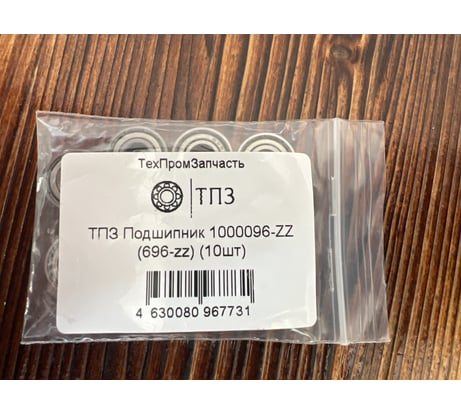 ТехПромЗапчасть
ТПЗ
ТПЗ Подшипник 1000096-ZZ
(696-zz) (10шт)
4 630080 967731